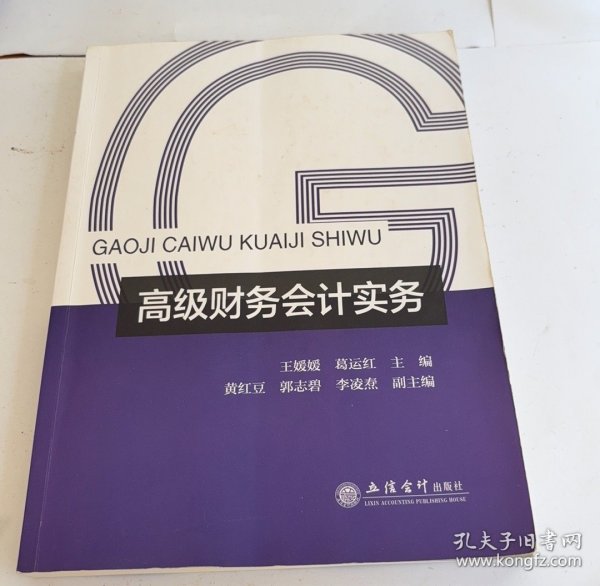 GAOJI CAIWU KUAIJI SHIWU
高级财务会计实务
王媛媛 葛运红 主 编
黄红豆 郭志碧 李凌焘 副主编
立信会计出版社
LIXIN ACCOUNTING PUBLISHING HOUSE
孔夫子旧书网
www.kongfz.com